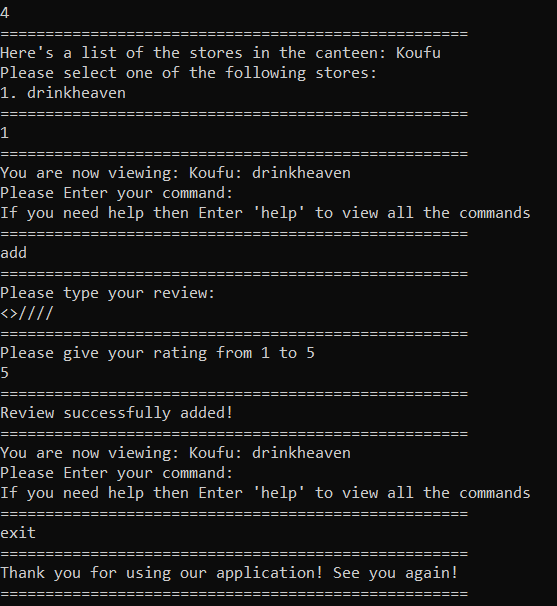 4
====================================================
Here's a list of the stores in the canteen: Koufu
Please select one of the following stores:
1. drinkheaven
====================================================
1
====================================================
You are now viewing: Koufu: drinkheaven
Please Enter your command:
If you need help then Enter 'help' to view all the commands
====================================================
add
====================================================
Please type your review:
<>////
====================================================
Please give your rating from 1 to 5
5
====================================================
Review successfully added!
====================================================
You are now viewing: Koufu: drinkheaven
Please Enter your command:
If you need help then Enter 'help' to view all the commands
====================================================
exit
====================================================
Thank you for using our application! See you again!
====================================================